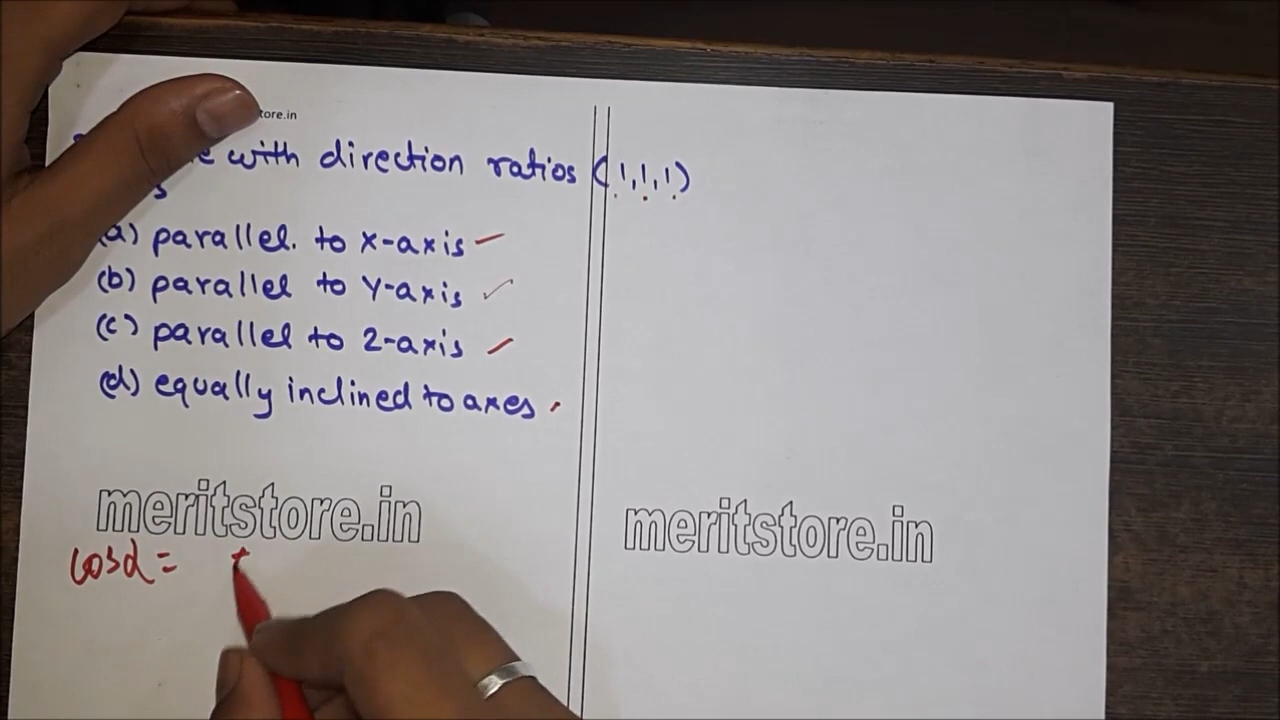 tore.in
with direction ratios (1,1,1)
(a) parallel. to x-axis
(b) parallel to y-axis
(c) parallel to z-axis
(d) equally inclined to axes.
meritstore.in
meritstore.in
cosα =